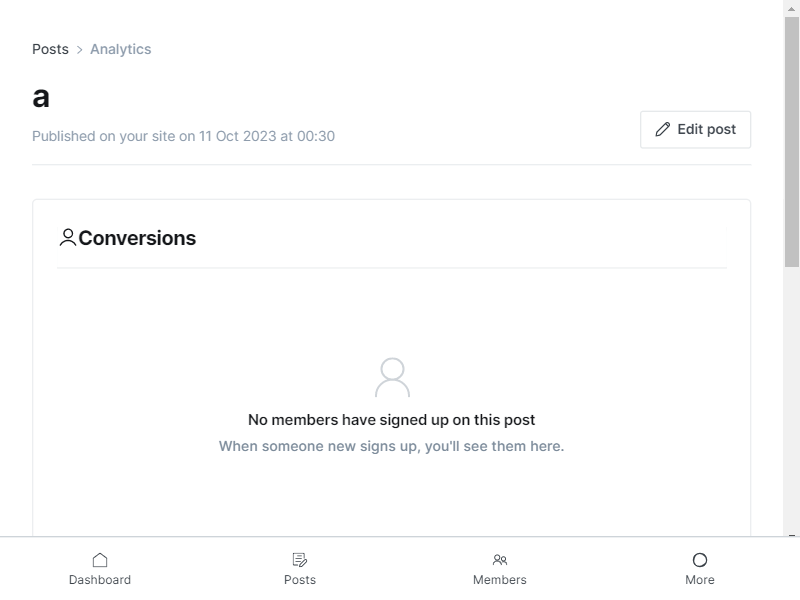 Posts > Analytics
a
Published on your site on 11 Oct 2023 at 00:30
Edit post
Conversions
No members have signed up on this post
When someone new signs up, you'll see them here.
Dashboard
Posts
Members
More